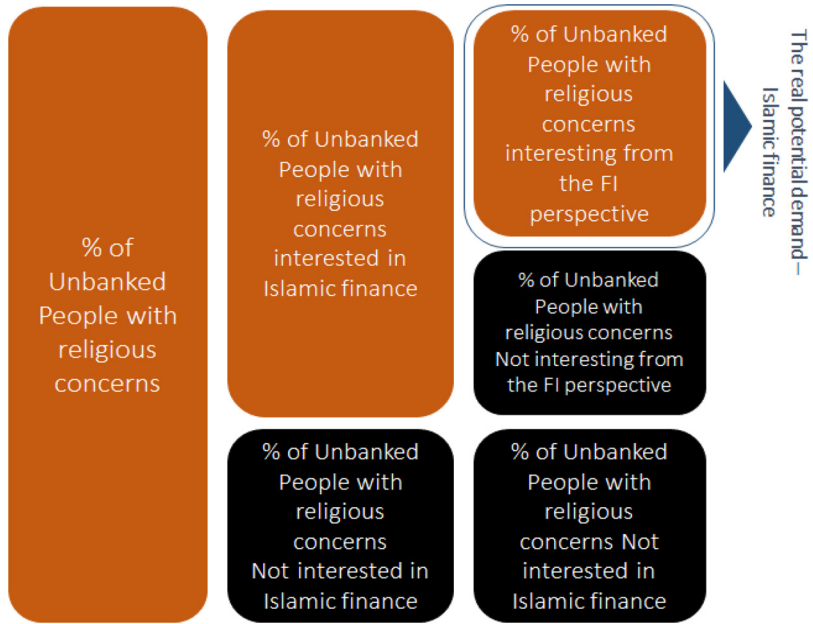 % of
Unbanked
People with
religious
concerns
% of Unbanked
People with
religious
concerns
interested in
Islamic finance
% of Unbanked
People with
religious
concerns
Not interested in
Islamic finance
% of Unbanked
People with
religious
concerns
interesting from
the FI
perspective
% of Unbanked
People with
religious concerns
Not interesting from
the FI perspective
% of Unbanked
People with
religious
concerns Not
interested in
Islamic finance
The real potential demand–
Islamic finance